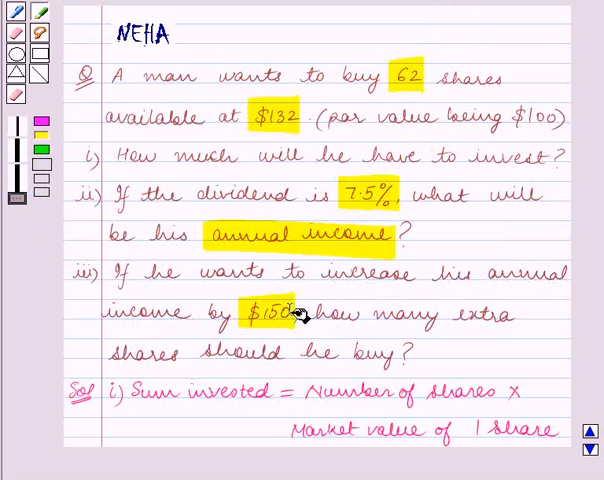 NEHA
Q A man wants to buy 62 shares
available at $132. (par value being $100)
i) How much will he have to invest?
ii) If the dividend is 7.5%, what will
be his annual income?
iii) If he wants to increase his annual
income by $150, how many extra
shares should he buy?
Sol i) Sum invested = Number of shares ×
Market value of 1 share